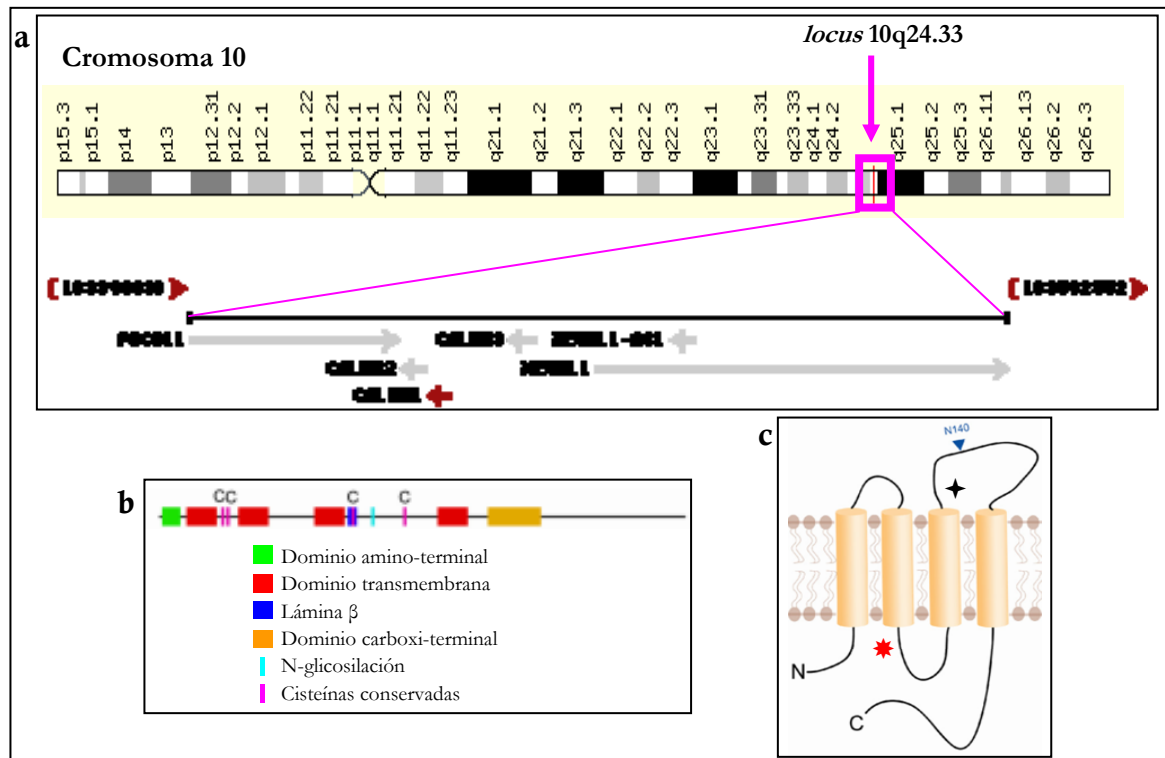 a
locus 10q24.33
Cromosoma 10
p15.3 p15.1 p14 p13 p12.31 p12.2 p12.1 p11.22 p11.21 p11.1 q11.1 q11.21 q11.22 q11.23 q21.1 q21.2 q21.3 q22.1 q22.2 q22.3 q23.1 q23.31 q23.33 q24.1 q24.2 q25.1 q25.2 q25.3 q26.11 q26.13 q26.2 q26.3
b
C C C C
Dominio amino-terminal
Dominio transmembrana
Lámina β
Dominio carboxi-terminal
N-glicosilación
Cisteínas conservadas
c
N140
N
C